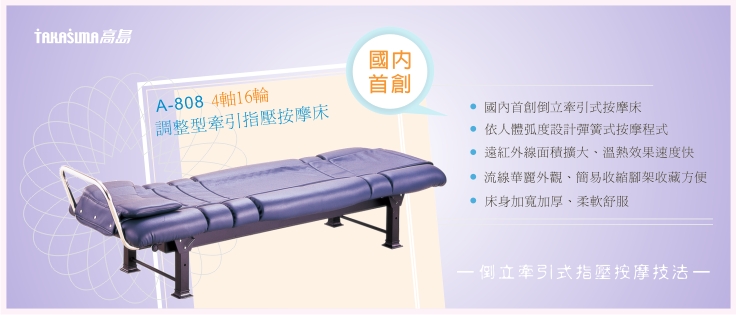 TAKASIMA高島
國內
首創
A-808 4軸16輪
調整型牽引指壓按摩床
國內首創倒立牽引式按摩床
依人體弧度設計彈簧式按摩程式
遠紅外線面積擴大、溫熱效果速度快
流線華麗外觀、簡易收縮腳架收藏方便
床身加寬加厚、柔軟舒服
—倒立牽引式指壓按摩技法—